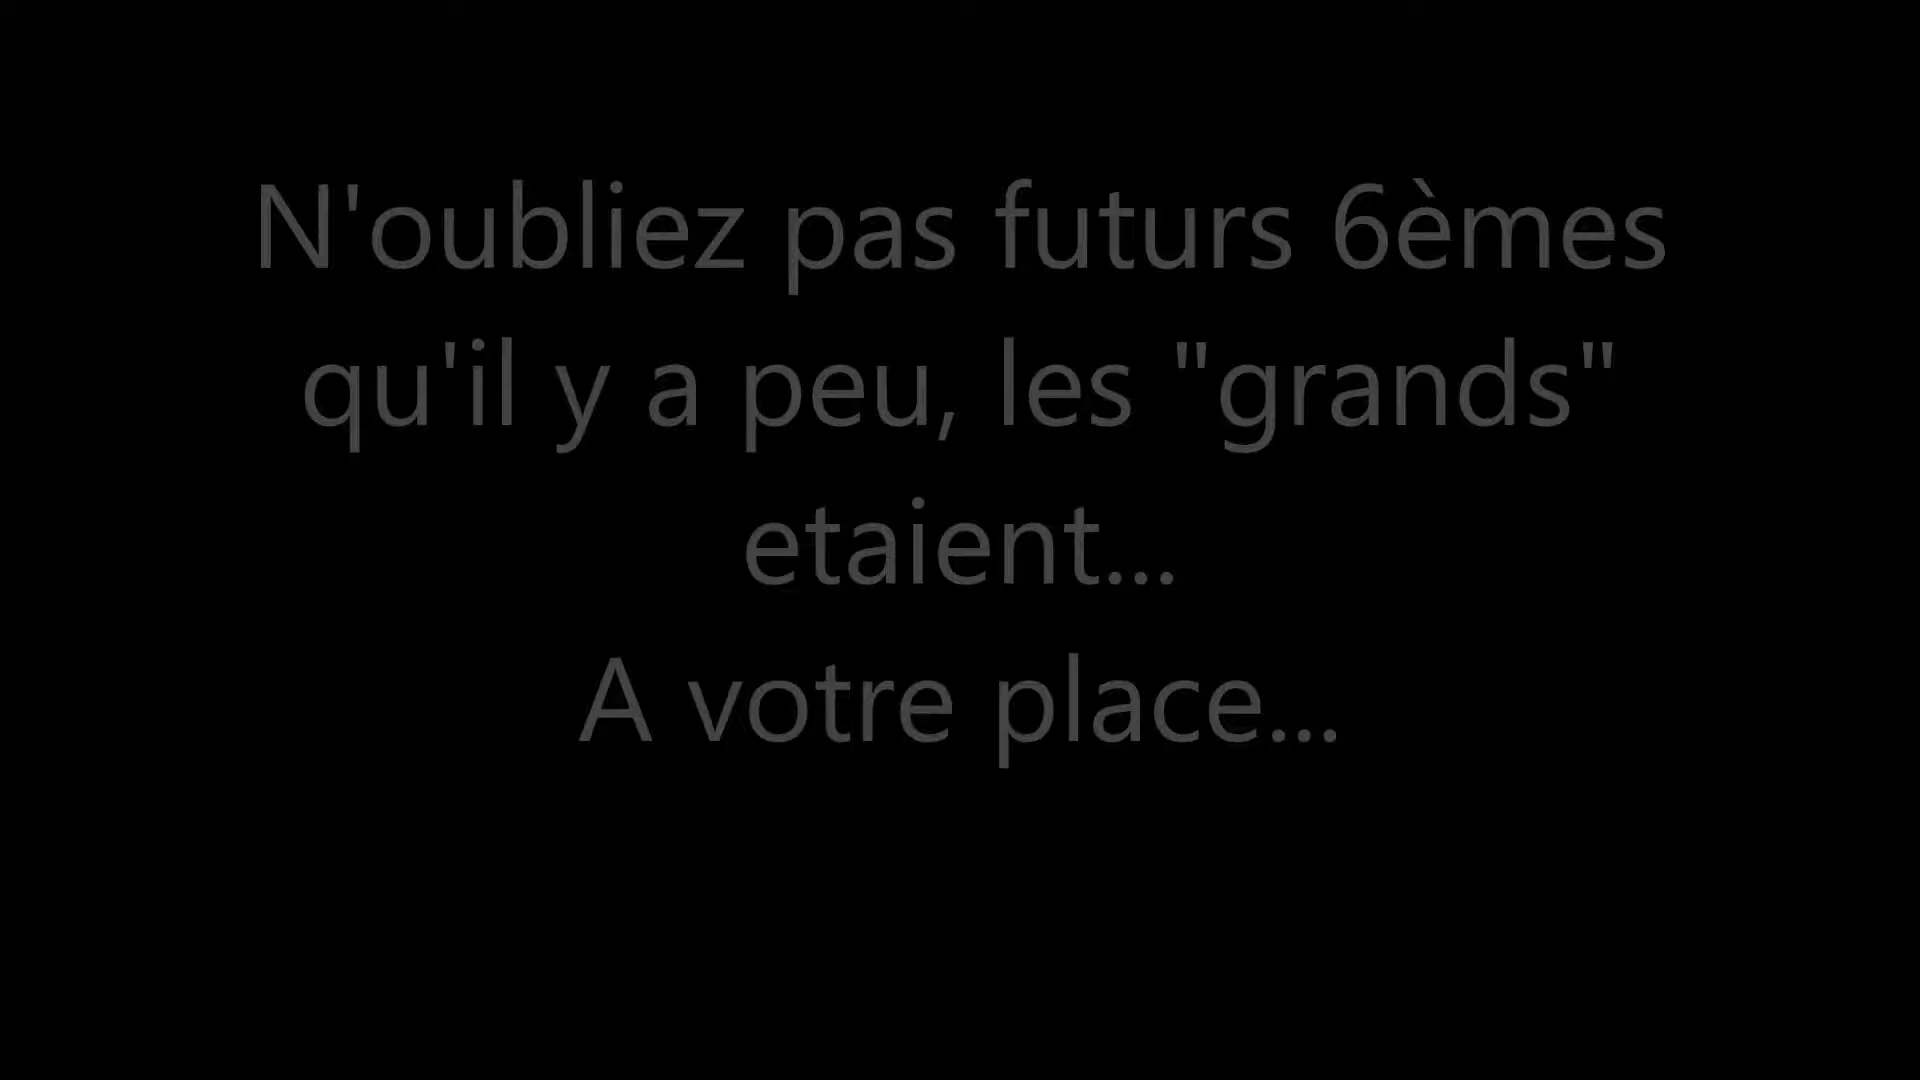 N'oubliez pas futurs 6èmes
qu'il y a peu, les "grands"
etaient...
A votre place...